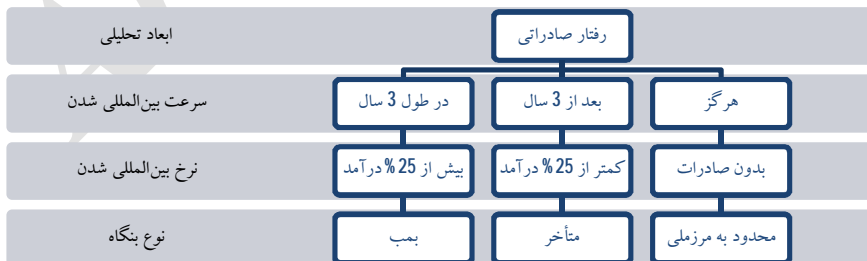 رفتار صادراتی
ابعاد تحلیلی
هرگز
بعد از 3 سال
در طول 3 سال
سرعت بین‌المللی شدن
بدون صادرات
کمتر از 25% درآمد
بیش از 25% درآمد
نرخ بین‌المللی شدن
محدود به مرزملی
متأخر
بمب
نوع بنگاه